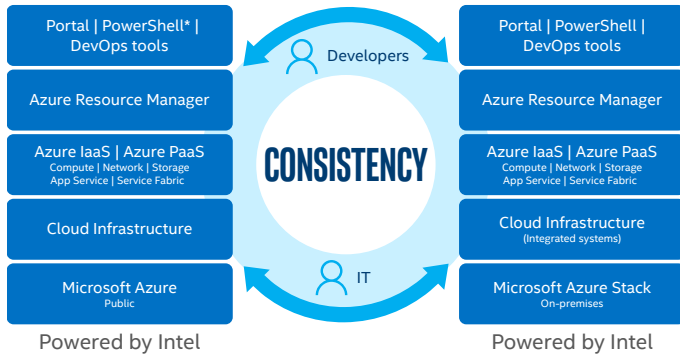 Portal | PowerShell* |
DevOps tools
Azure Resource Manager
Azure IaaS | Azure PaaS
Compute | Network | Storage
App Service | Service Fabric
Cloud Infrastructure
Microsoft Azure
Public
Powered by Intel
Developers
CONSISTENCY
IT
Portal | PowerShell |
DevOps tools
Azure Resource Manager
Azure IaaS | Azure PaaS
Compute | Network | Storage
App Service | Service Fabric
Cloud Infrastructure
(Integrated systems)
Microsoft Azure Stack
On-premises
Powered by Intel